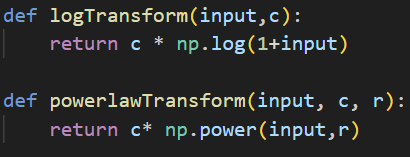 def logTransform(input,c):
    return c * np.log(1+input)
def powerlawTransform(input, c, r):
    return c* np.power(input,r)